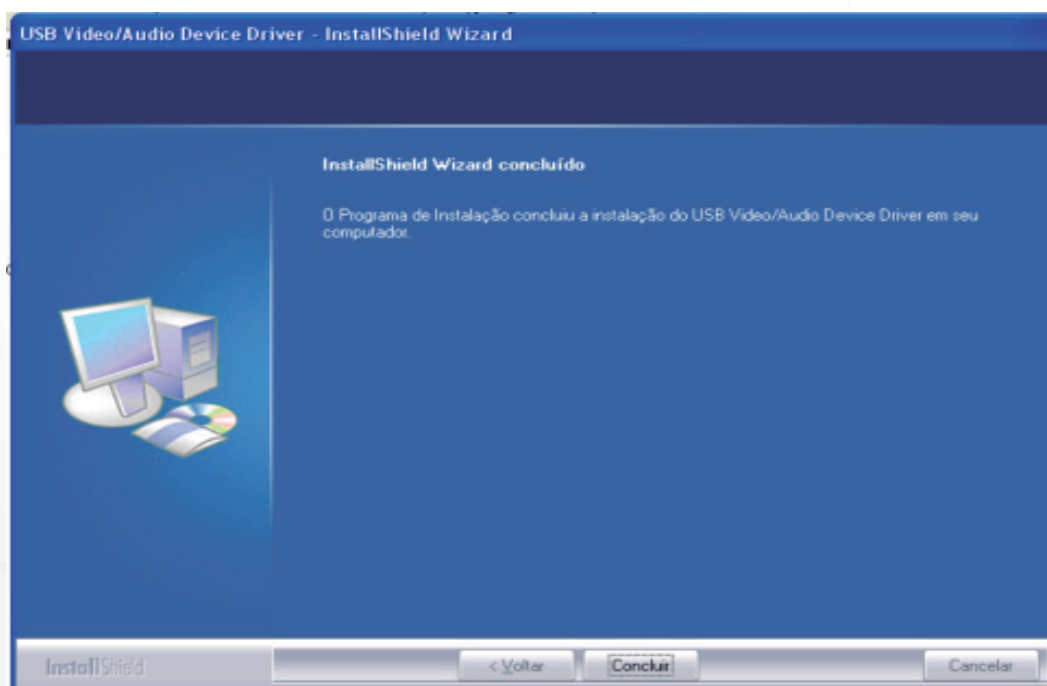 USB Video/Audio Device Driver - InstallShield Wizard
InstallShield Wizard concluído
O Programa de Instalação concluiu a instalação do USB Video/Audio Device Driver em seu
computador.
InstallShield
< Voltar
Concluir
Cancelar